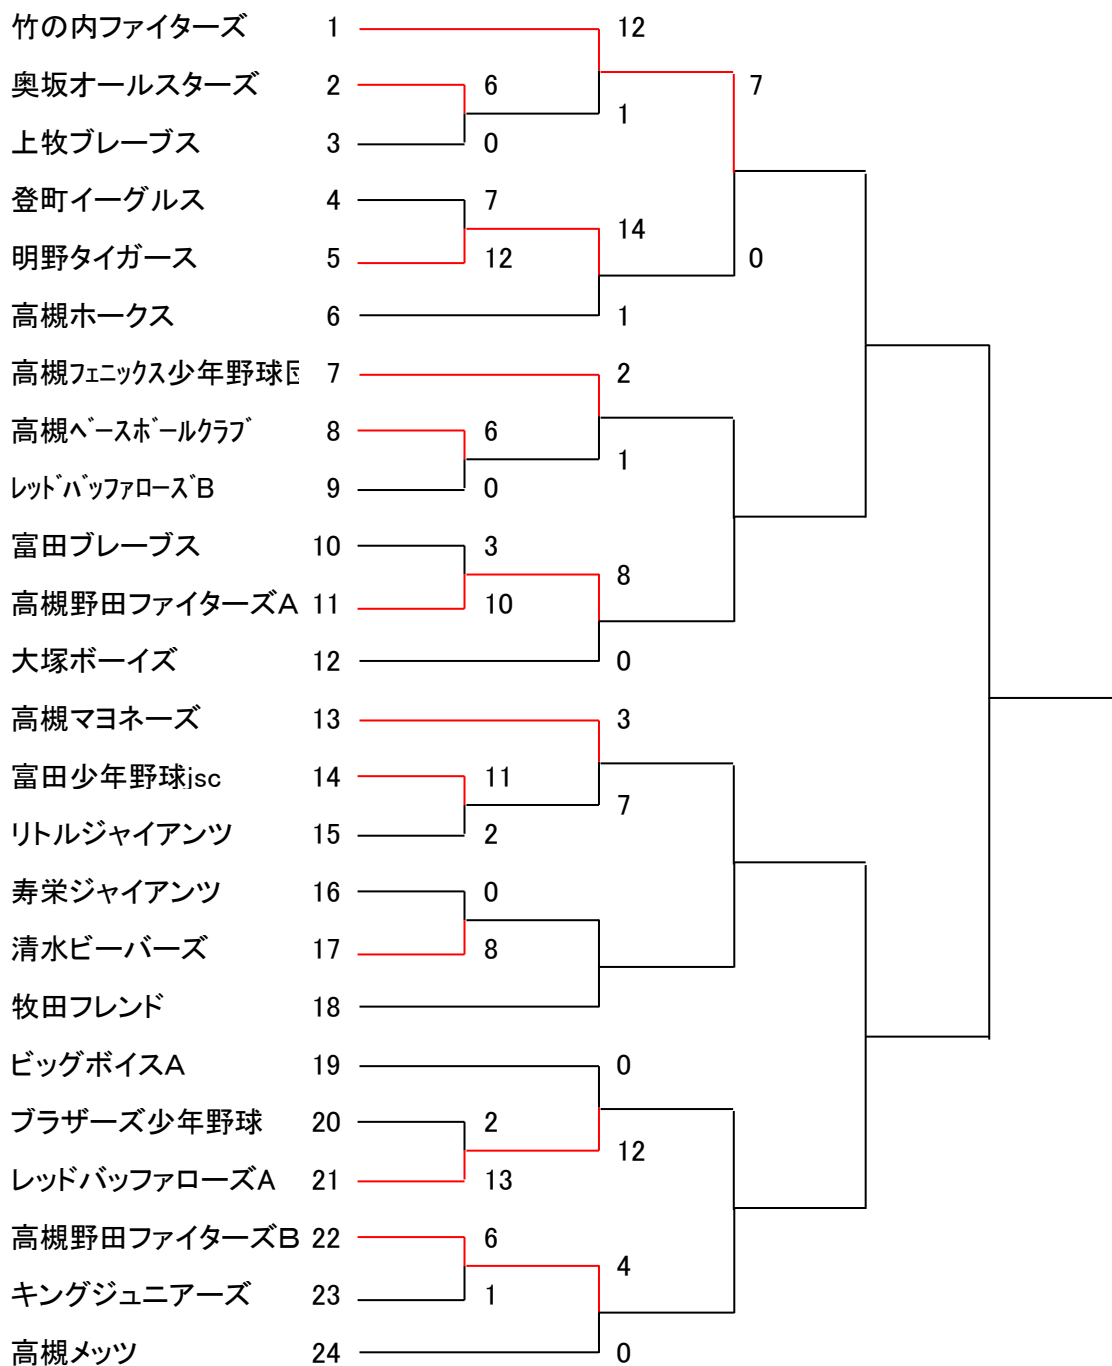 竹の内ファイターズ 1 12
奥坂オールスターズ 2 6 7
1
上牧ブレーブス 3 0
登町イーグルス 4 7
14
明野タイガース 5 12 0
高槻ホークス 6 1
高槻フェニックス少年野球団 7 2
高槻ベースボールクラブ 8 6
1
レッドバッファローズB 9 0
富田ブレーブス 10 3
8
高槻野田ファイターズA 11 10
大塚ボーイズ 12 0
高槻マヨネーズ 13 3
富田少年野球jsc 14 11
7
リトルジャイアンツ 15 2
寿栄ジャイアンツ 16 0
清水ビーバーズ 17 8
牧田フレンド 18
ビッグボイスA 19 0
ブラザーズ少年野球 20 2
12
レッドバッファローズA 21 13
高槻野田ファイターズB 22 6
4
キングジュニアーズ 23 1
高槻メッツ 24 0